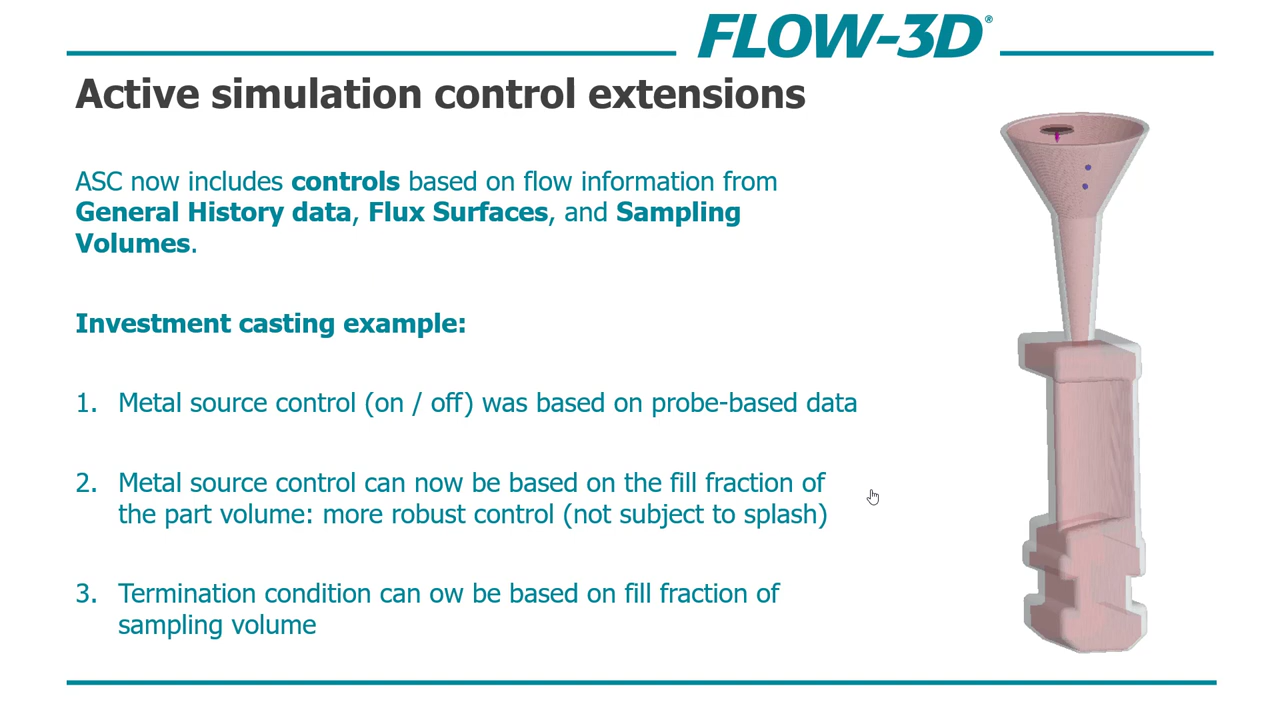 FLOW-3D®
Active simulation control extensions
ASC now includes controls based on flow information from
General History data, Flux Surfaces, and Sampling
Volumes.
Investment casting example:
1. Metal source control (on / off) was based on probe-based data
2. Metal source control can now be based on the fill fraction of
the part volume: more robust control (not subject to splash)
3. Termination condition can ow be based on fill fraction of
sampling volume